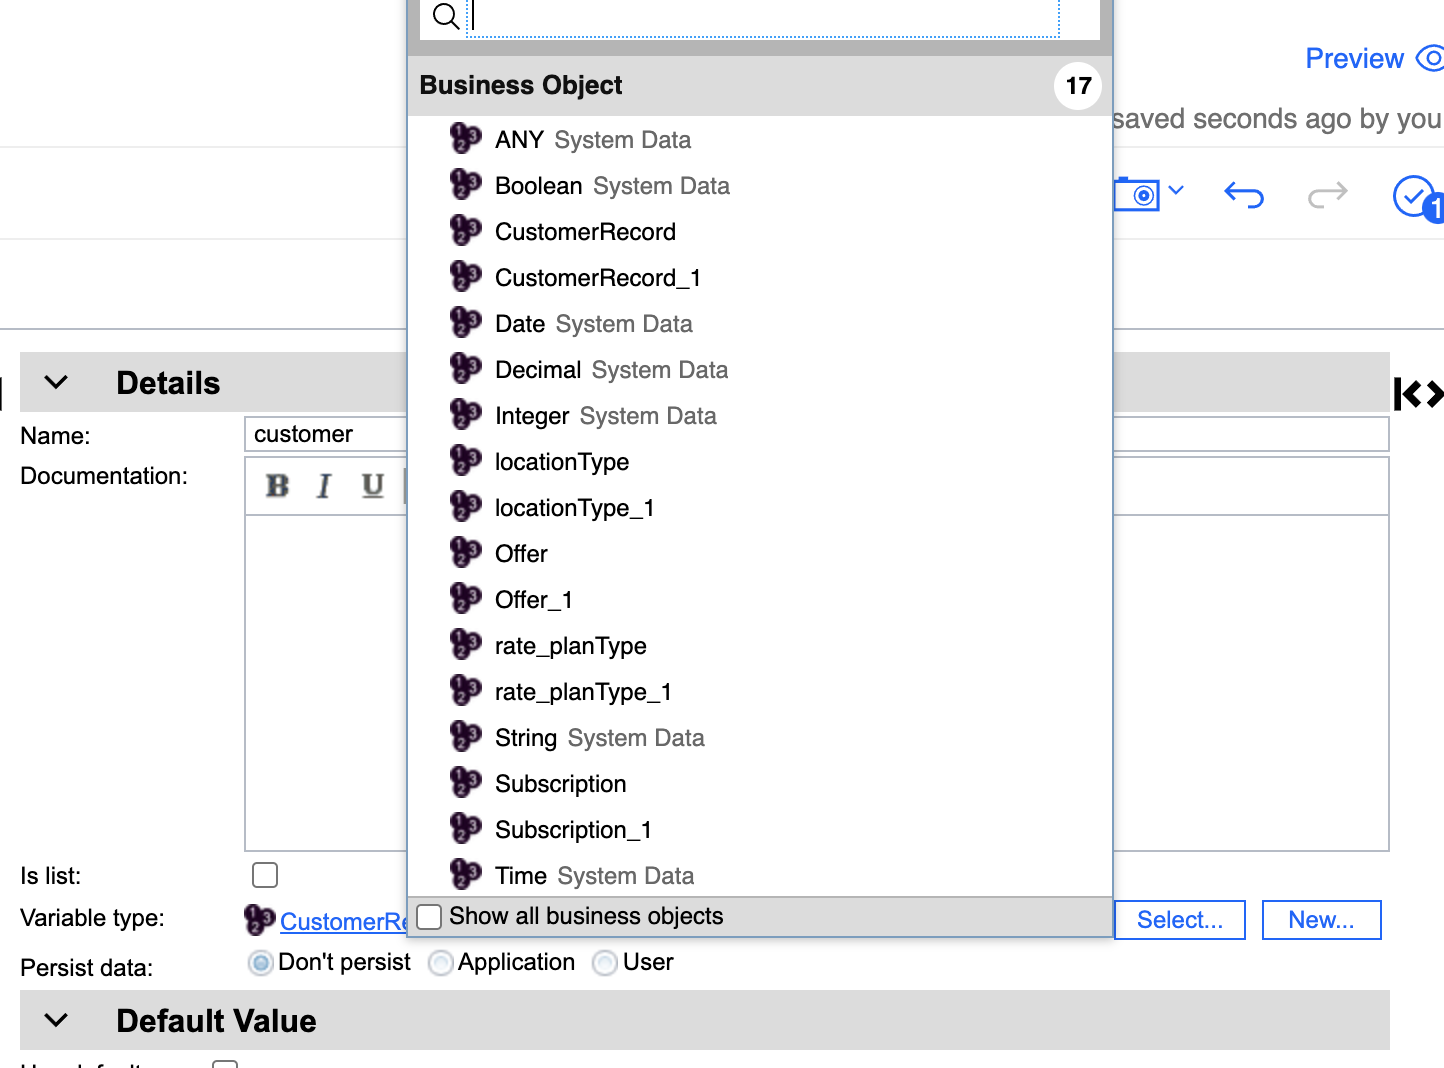 Preview
Business Object 17
saved seconds ago by you
ANY System Data
Boolean System Data
1
CustomerRecord
CustomerRecord_1
Date System Data
Decimal System Data
Details
Integer System Data
Name: customer
locationType
Documentation: B I U
locationType_1
Offer
Offer_1
rate_planType
rate_planType_1
String System Data
Subscription
Subscription_1
Time System Data
Is list:
Show all business objects
Variable type: CustomerRe Select... New...
Persist data: Don't persist Application User
Default Value